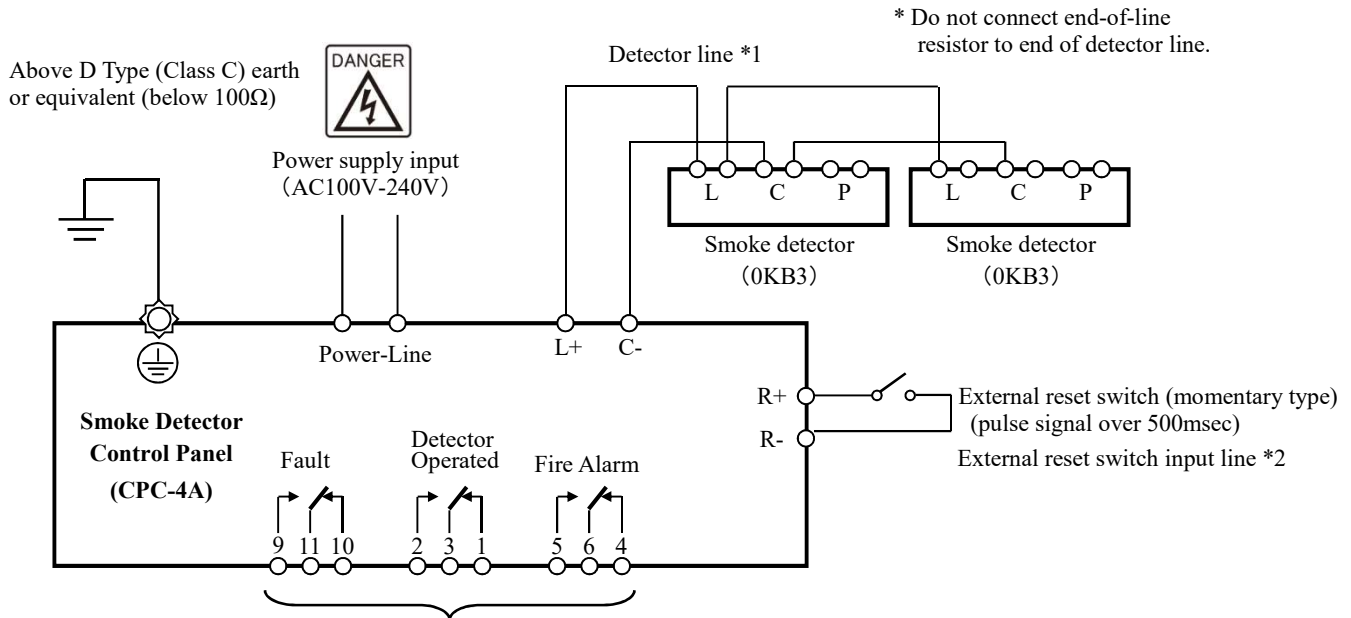 * Do not connect end-of-line
resistor to end of detector line.
Detector line *1
Above D Type (Class C) earth
or equivalent (below 100Ω)
DANGER
Power supply input
（AC100V-240V）
L C P
L C P
Smoke detector
（0KB3）
Smoke detector
（0KB3）
Power-Line
L+ C-
R+
R-
External reset switch (momentary type)
(pulse signal over 500msec)
External reset switch input line *2
Smoke Detector
Control Panel
(CPC-4A)
Fault
Detector
Operated
Fire Alarm
9 11 10
2 3 1
5 6 4